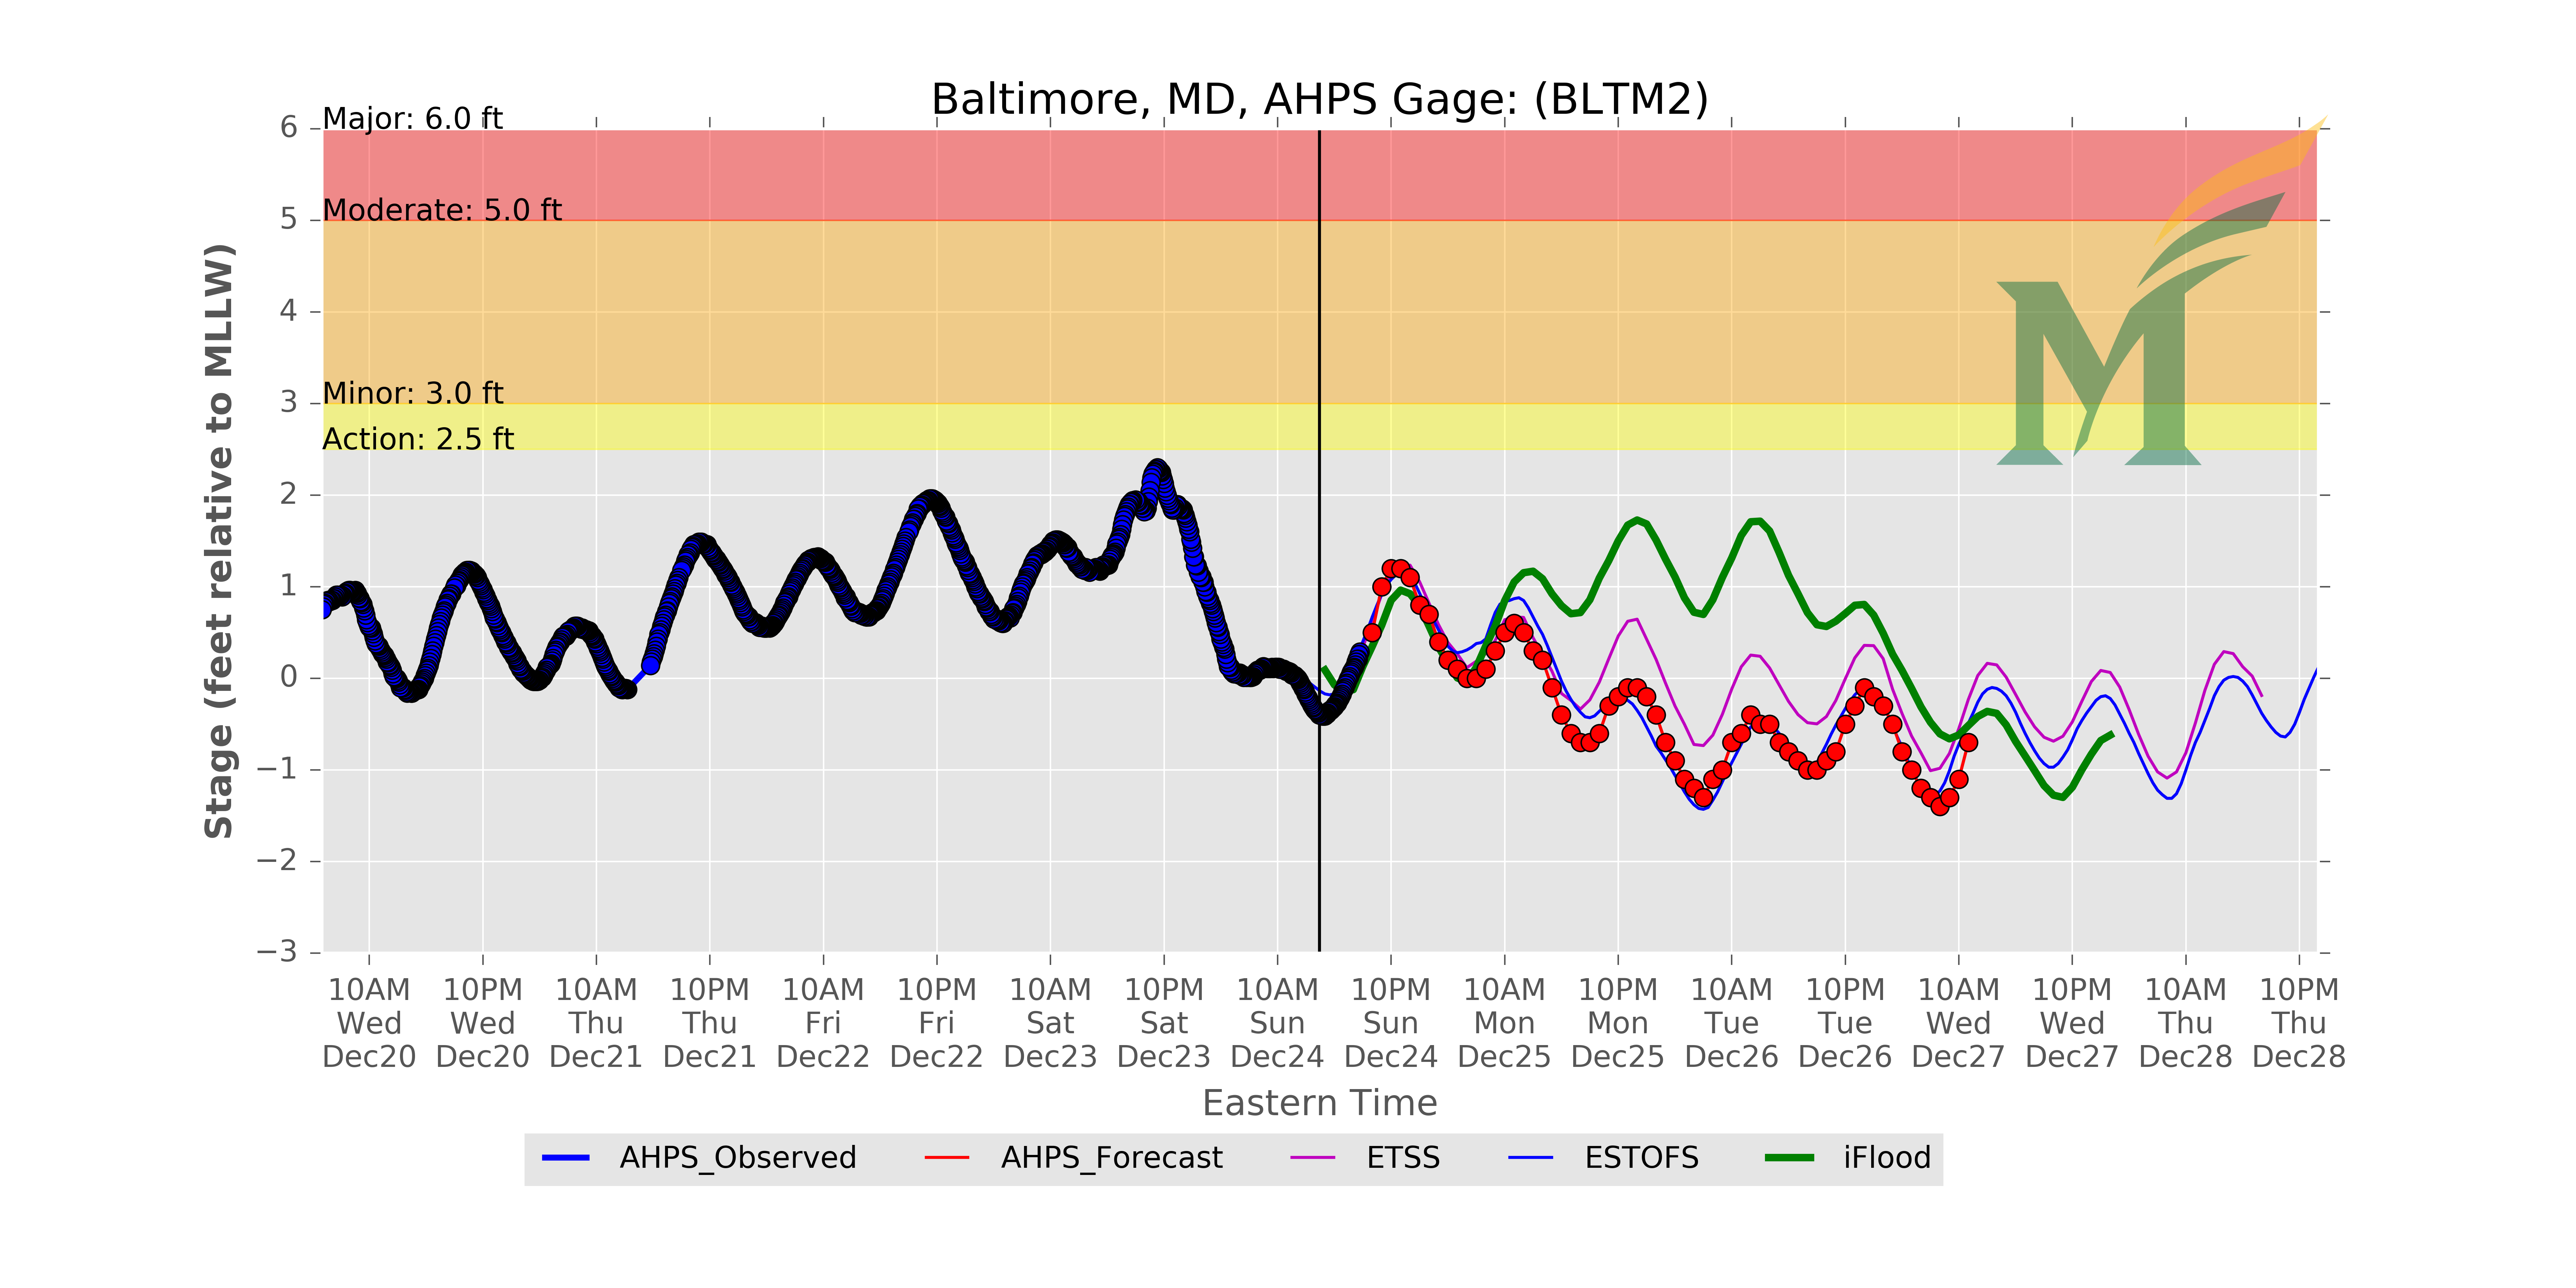 Baltimore, MD, AHPS Gage: (BLTM2)
Major: 6.0 ft
Moderate: 5.0 ft
Minor: 3.0 ft
Action: 2.5 ft
6
5
4
3
2
1
0
−1
−2
−3
Stage (feet relative to MLLW)
10AM 10PM 10AM 10PM 10AM 10PM 10AM 10PM 10AM 10PM 10AM 10PM 10AM 10PM 10AM 10PM 10AM 10PM
Wed Wed Thu Thu Fri Fri Sat Sat Sun Sun Mon Mon Tue Tue Wed Wed Thu Thu
Dec20 Dec20 Dec21 Dec21 Dec22 Dec22 Dec23 Dec23 Dec24 Dec24 Dec25 Dec25 Dec26 Dec26 Dec27 Dec27 Dec28 Dec28
Eastern Time
AHPS_Observed AHPS_Forecast ETSS ESTOFS iFlood
M